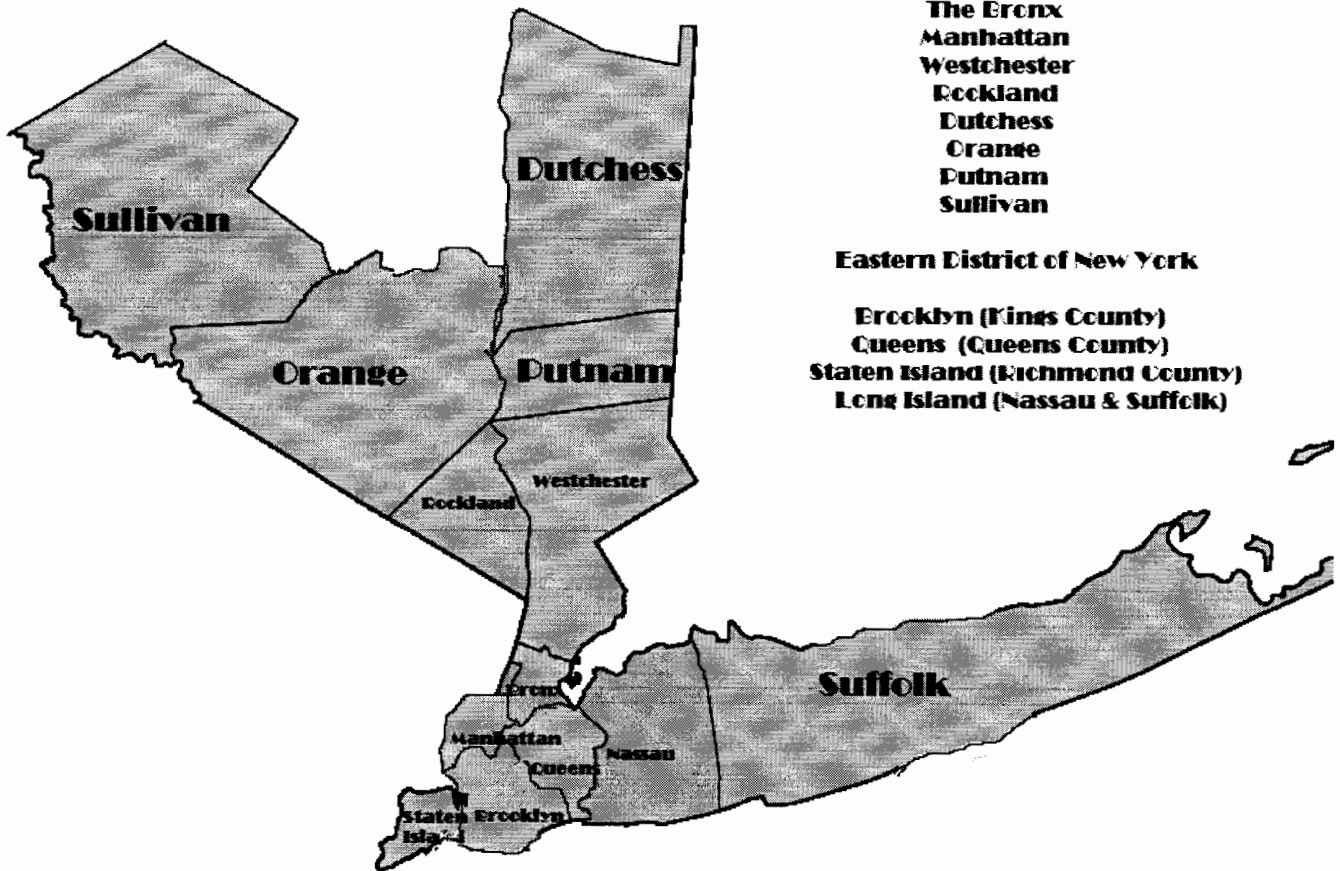 The Bronx
Manhattan
Westchester
Rockland
Dutchess
Orange
Putnam
Sullivan
Eastern District of New York
Brooklyn (Kings County)
Queens (Queens County)
Staten Island (Richmond County)
Long Island (Nassau & Suffolk)
Dutchess
Sullivan
Orange
Putnam
Westchester
Rockland
Bronx
Suffolk
Manhattan
Nassau
Queens
Staten
Brooklyn
Isla